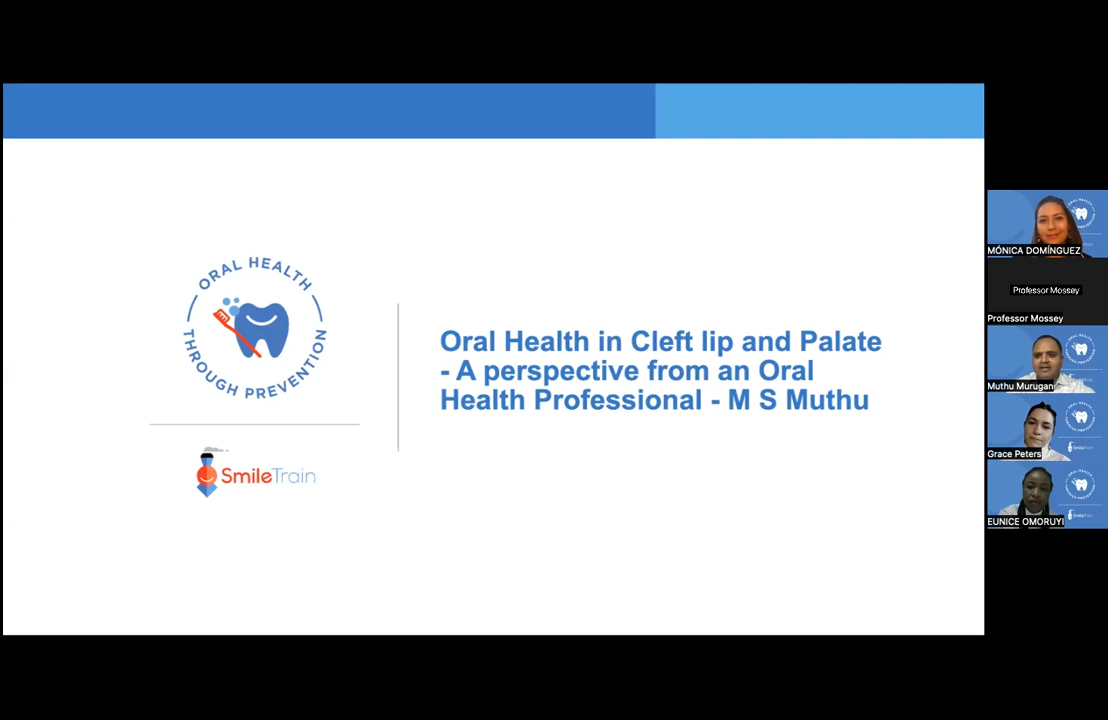 ORAL HEALTH
THROUGH PREVENTION
SmileTrain
Oral Health in Cleft lip and Palate
- A perspective from an Oral
Health Professional - M S Muthu
MÓNICA DOMÍNGUEZ
Professor Mossey
Professor Mossey
Muthu Murugan
Grace Peters
EUNICE OMORUYI